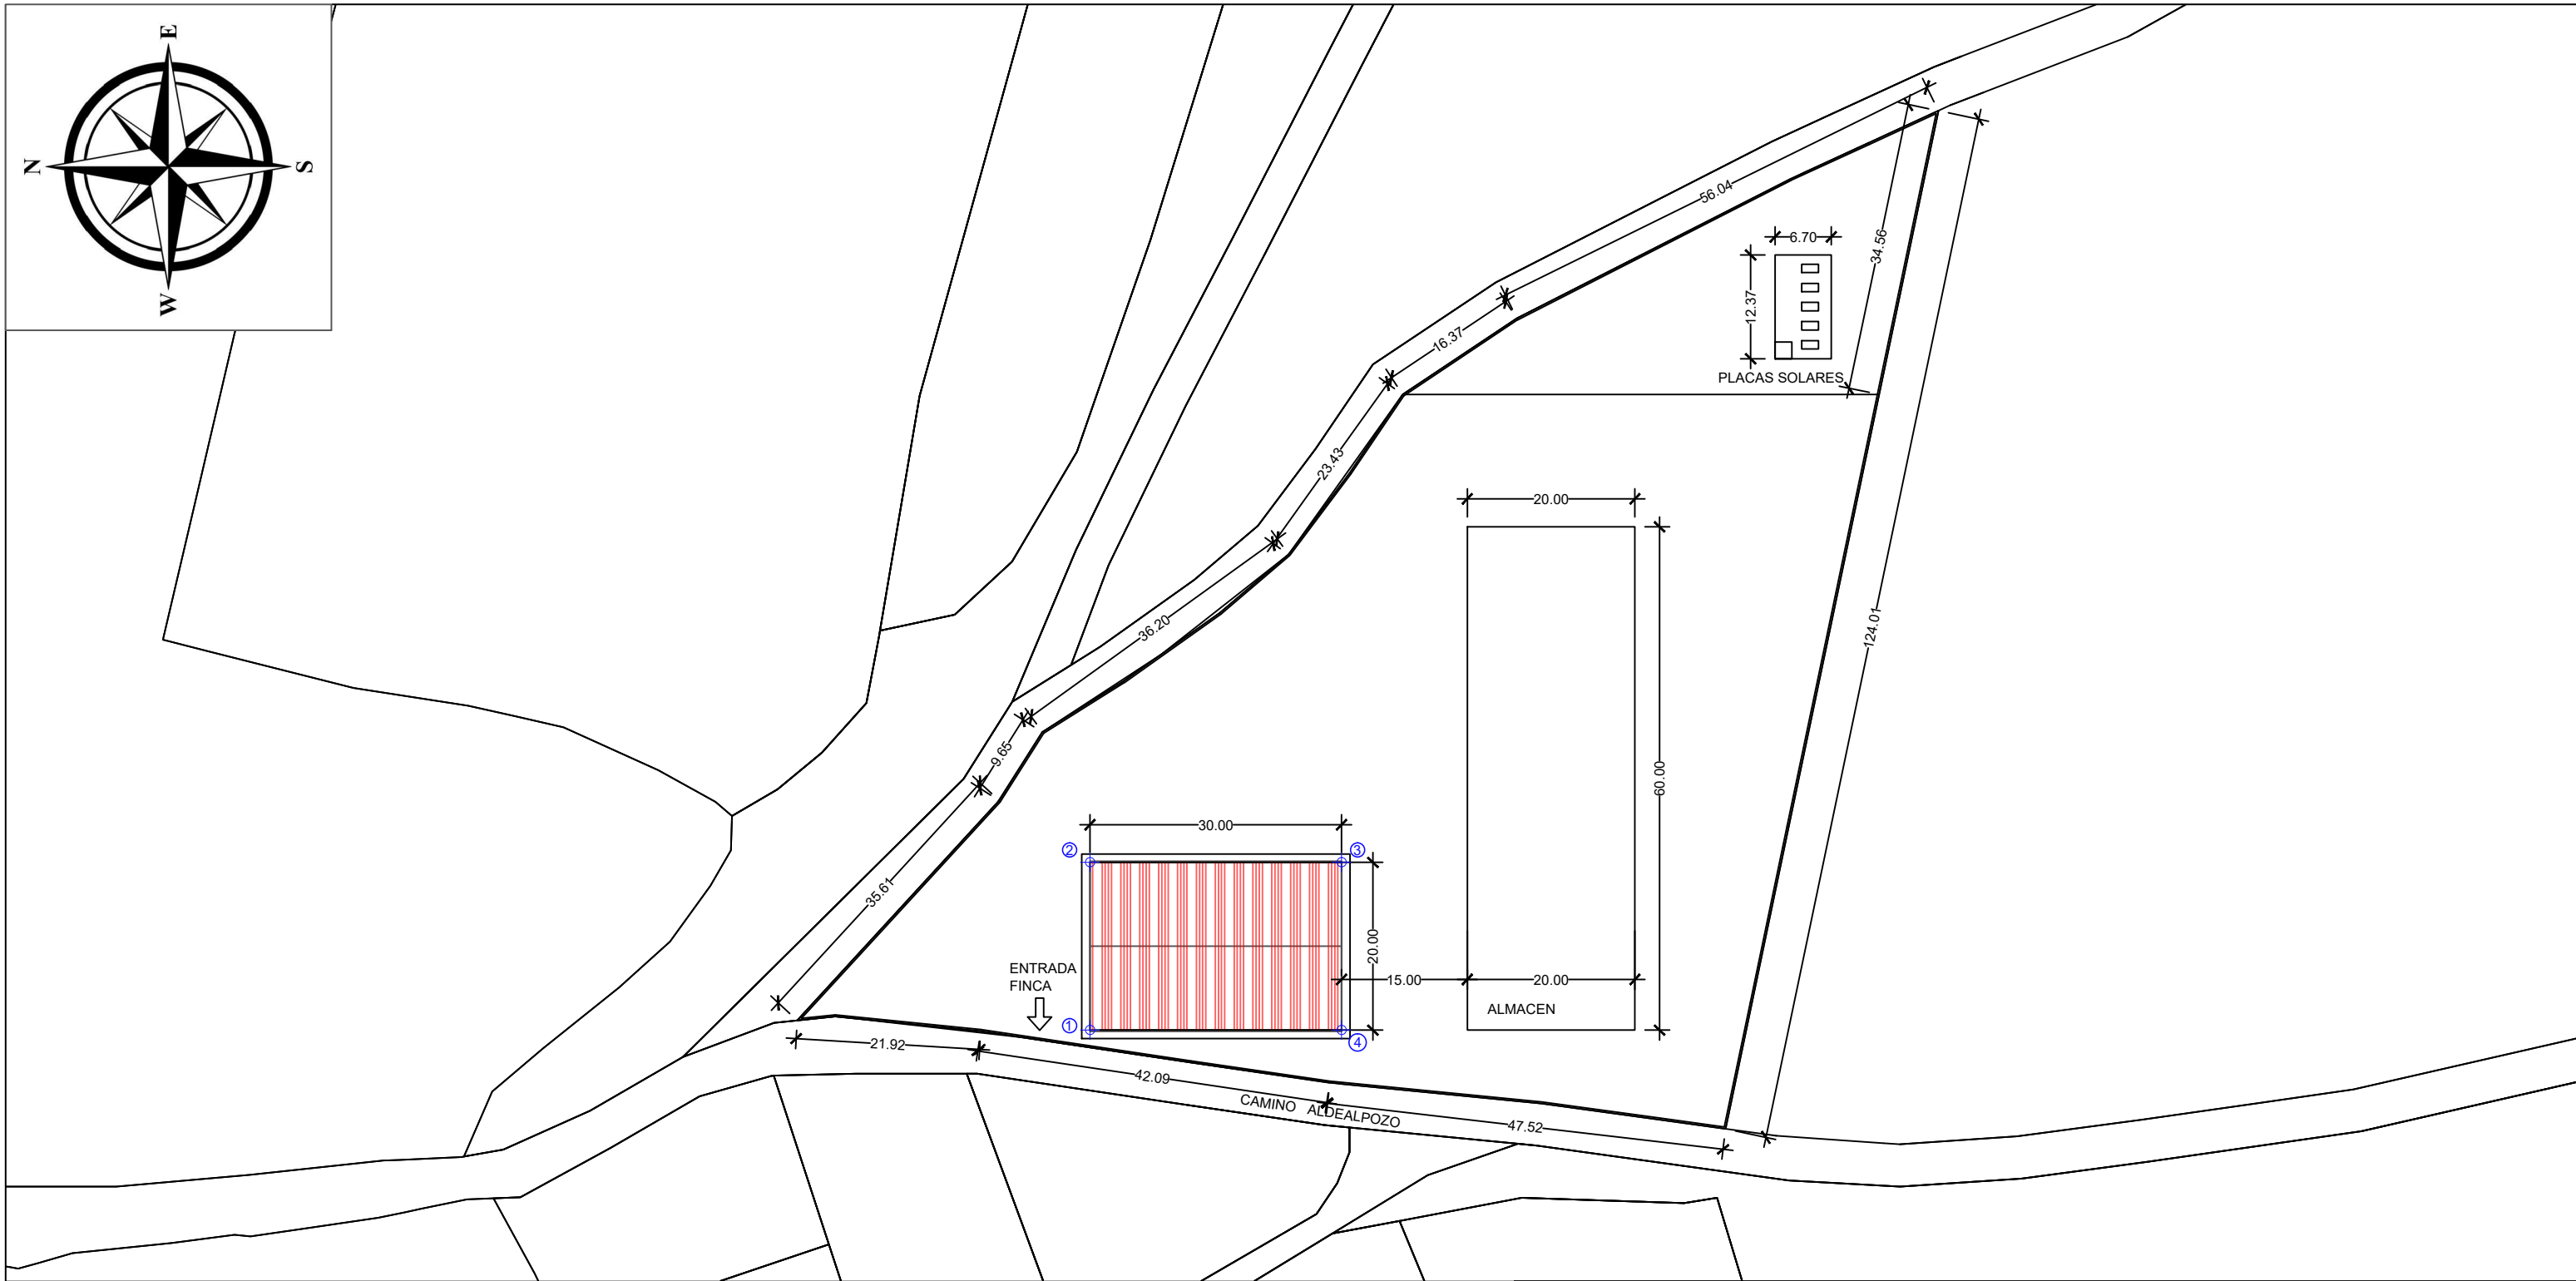 E
N
S
W
56.04
6.70
34.56
12.37
16.37
PLACAS SOLARES
23.43
20.00
124.01
36.20
9.65
60.00
30.00
2
3
35.61
20.00
ENTRADA
FINCA
15.00
20.00
ALMACEN
1
4
21.92
42.09
CAMINO ALDEALPOZO
47.52